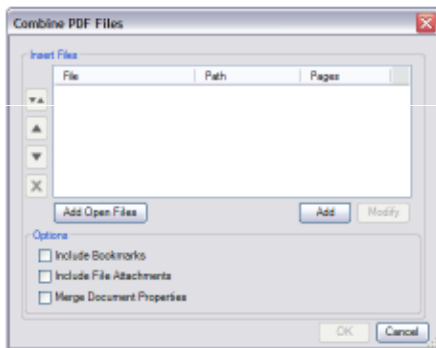 Combine PDF Files
Insert Files
File Path Pages
Add Open Files Add Modify
Options
Include Bookmarks
Include File Attachments
Merge Document Properties
OK Cancel